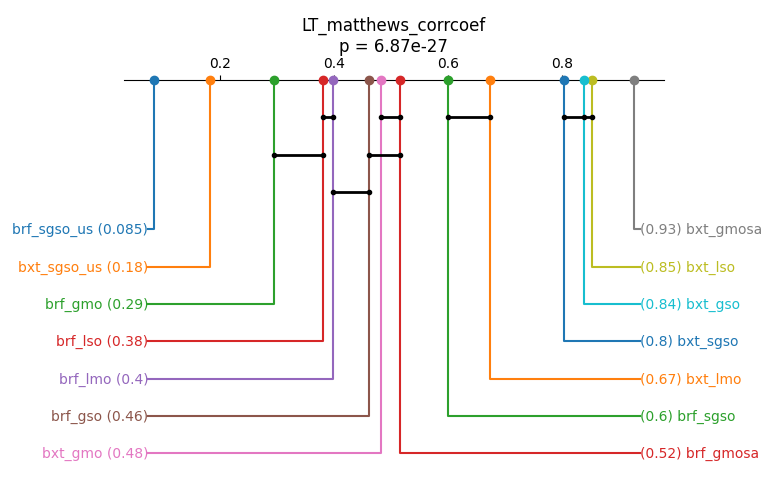 LT_matthews_corrcoef
p = 6.87e-27
0.2 0.4 0.6 0.8
brf_sgso_us (0.085) (0.93) bxt_gmosa
bxt_sgso_us (0.18) (0.85) bxt_lso
brf_gmo (0.29) (0.84) bxt_gso
brf_lso (0.38) (0.8) bxt_sgso
brf_lmo (0.4) (0.67) bxt_lmo
brf_gso (0.46) (0.6) brf_sgso
bxt_gmo (0.48) (0.52) brf_gmosa